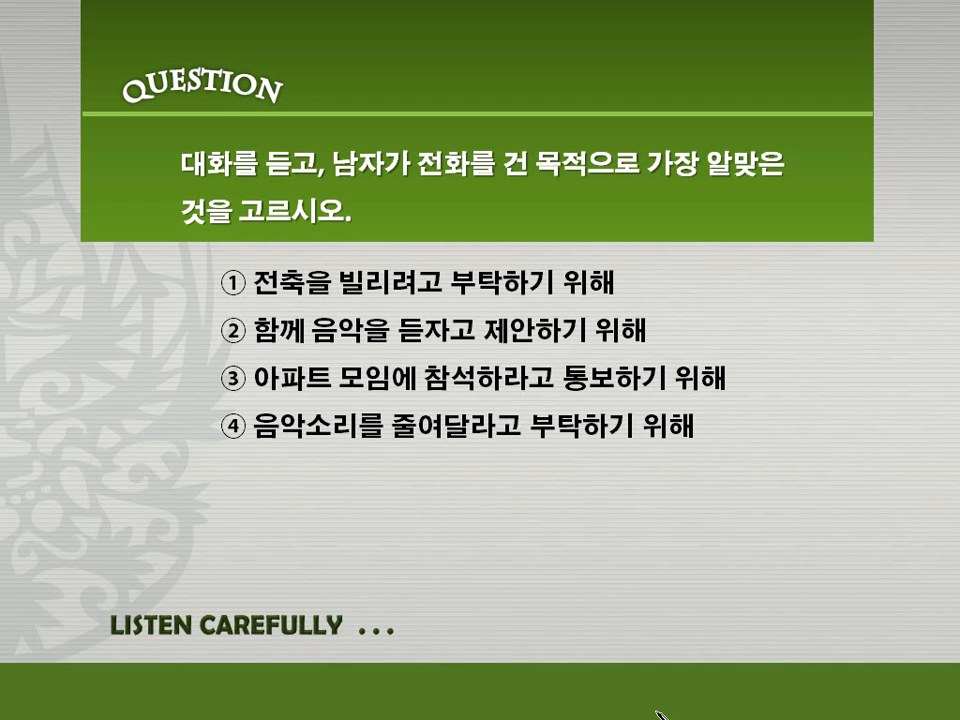 QUESTION
대화를 듣고, 남자가 전화를 건 목적으로 가장 알맞은
것을 고르시오.
① 전축을 빌리려고 부탁하기 위해
② 함께 음악을 듣자고 제안하기 위해
③ 아파트 모임에 참석하라고 통보하기 위해
④ 음악소리를 줄여달라고 부탁하기 위해
LISTEN CAREFULLY ...